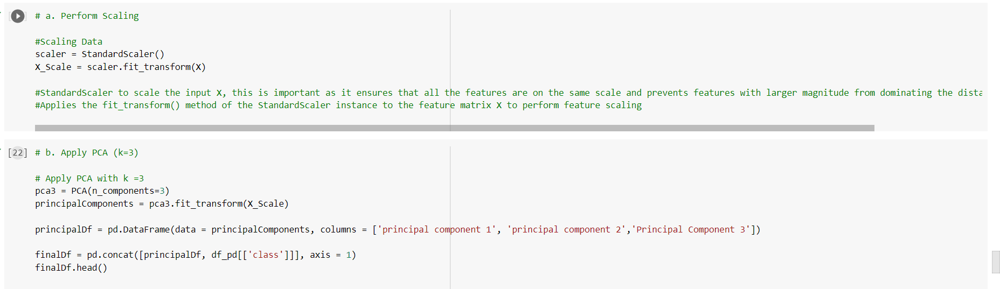 # a. Perform Scaling
#Scaling Data
scaler = StandardScaler()
X_Scale = scaler.fit_transform(X)
#StandardScaler to scale the input X, this is important as it ensures that all the features are on the same scale and prevents features with larger magnitude from dominating the
#Applies the fit_transform() method of the StandardScaler instance to the feature matrix X to perform feature scaling
[22] # b. Apply PCA (k=3)
# Apply PCA with k =3
pca3 = PCA(n_components=3)
principalComponents = pca3.fit_transform(X_Scale)
principalDf = pd.DataFrame(data = principalComponents, columns = ['principal component 1', 'principal component 2','Principal Component 3'])
finalDf = pd.concat([principalDf, df_pd[['class']]], axis = 1)
finalDf.head()